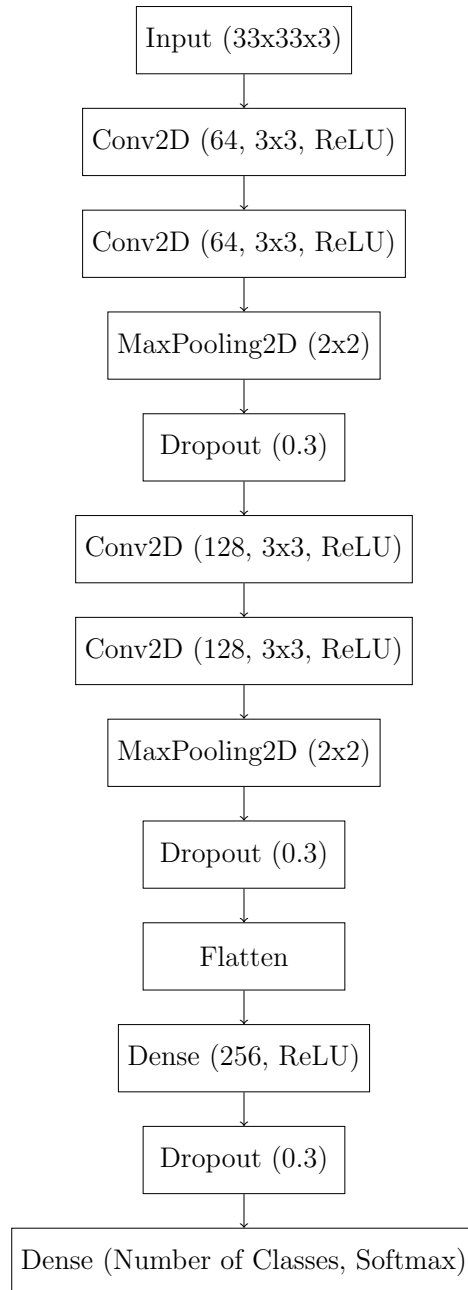 Input (33x33x3)
Conv2D (64, 3x3, ReLU)
Conv2D (64, 3x3, ReLU)
MaxPooling2D (2x2)
Dropout (0.3)
Conv2D (128, 3x3, ReLU)
Conv2D (128, 3x3, ReLU)
MaxPooling2D (2x2)
Dropout (0.3)
Flatten
Dense (256, ReLU)
Dropout (0.3)
Dense (Number of Classes, Softmax)